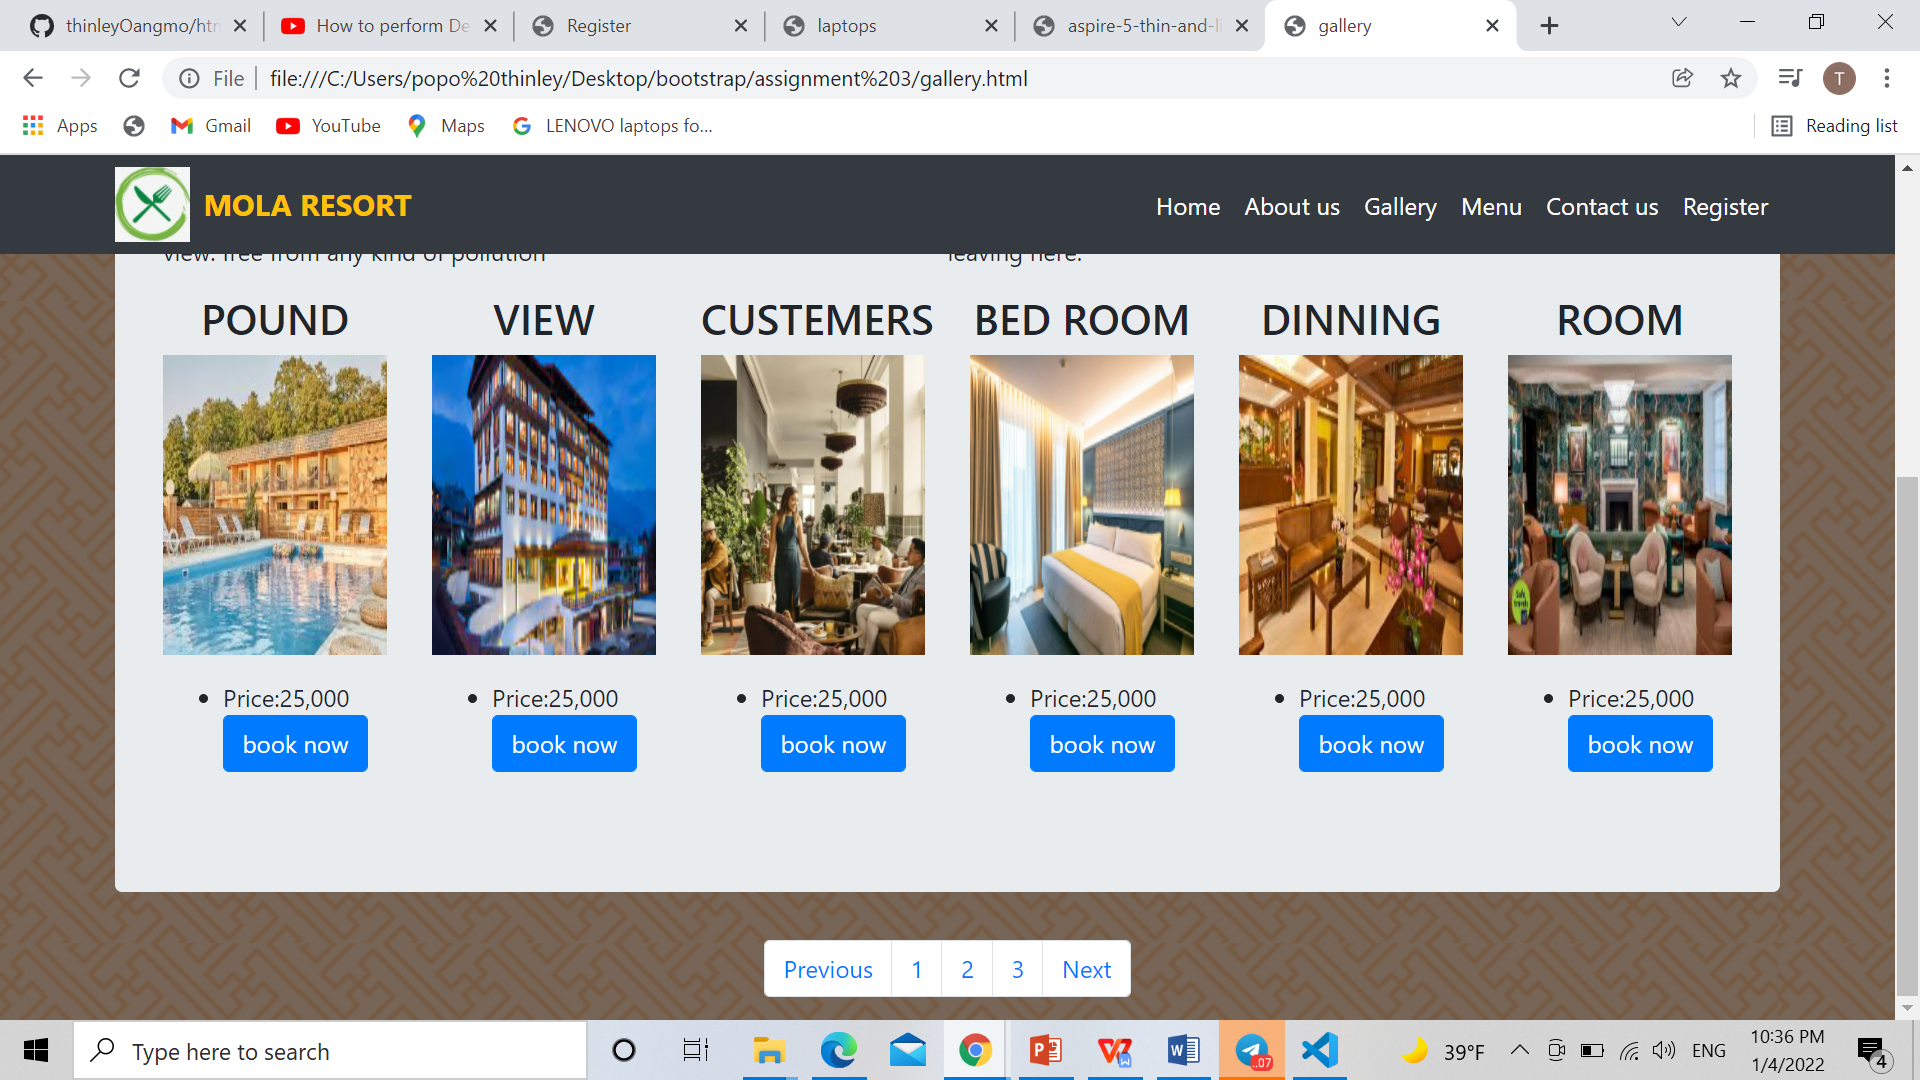 thinleyOangmo/htm
How to perform De
Register
laptops
aspire-5-thin-and-li
gallery
File
file:///C:/Users/popo%20thinley/Desktop/bootstrap/assignment%203/gallery.html
T
Apps
Gmail
YouTube
Maps
LENOVO laptops fo...
Reading list
MOLA RESORT
Home About us Gallery Menu Contact us Register
view. free from any kind of pollution
leaving here.
POUND VIEW CUSTEMERS BED ROOM DINNING ROOM
Price:25,000 Price:25,000 Price:25,000 Price:25,000 Price:25,000 Price:25,000
book now book now book now book now book now book now
Previous 1 2 3 Next
Type here to search
..07
39°F
ENG
10:36 PM
1/4/2022
4